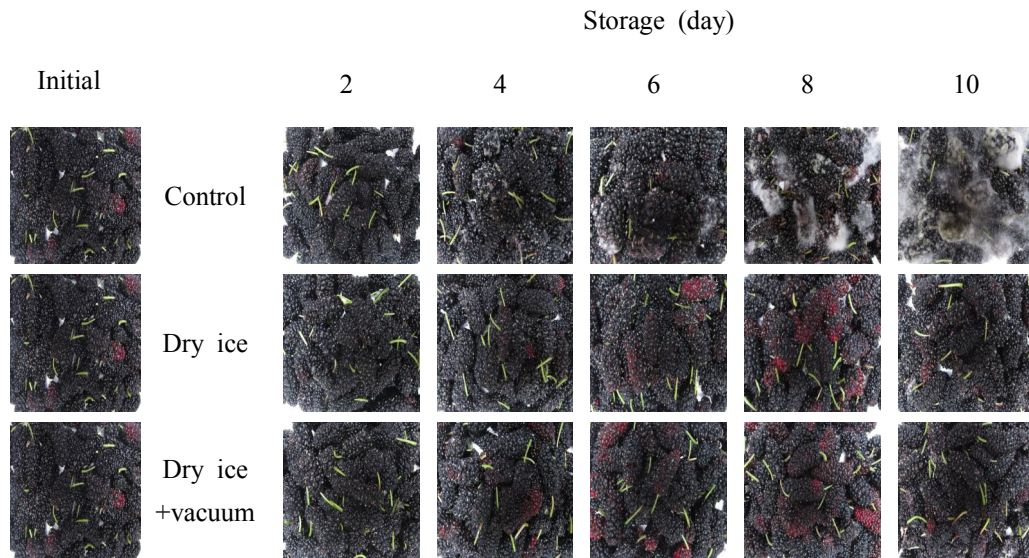 Storage (day)
Initial 2 4 6 8 10
Control
Dry ice
Dry ice
+vacuum